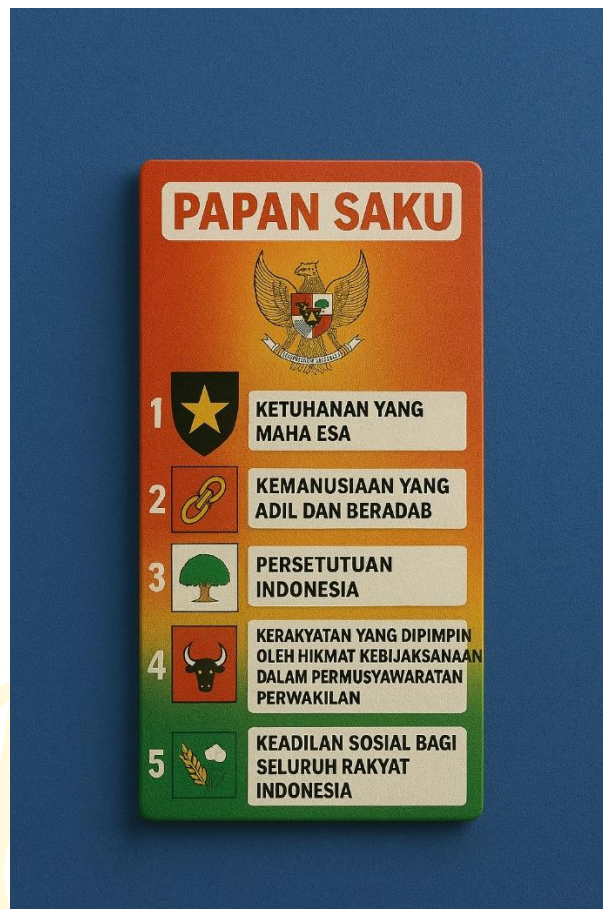 PAPAN SAKU
1
KETUHANAN YANG
MAHA ESA
2
KEMANUSIAAN YANG
ADIL DAN BERADAB
3
PERSETUTUAN
INDONESIA
4
KERAKYATAN YANG DIPIMPIN
OLEH HIKMAT KEBIJAKSANAAN
DALAM PERMUSYAWARATAN
PERWAKILAN
5
KEADILAN SOSIAL BAGI
SELURUH RAKYAT
INDONESIA